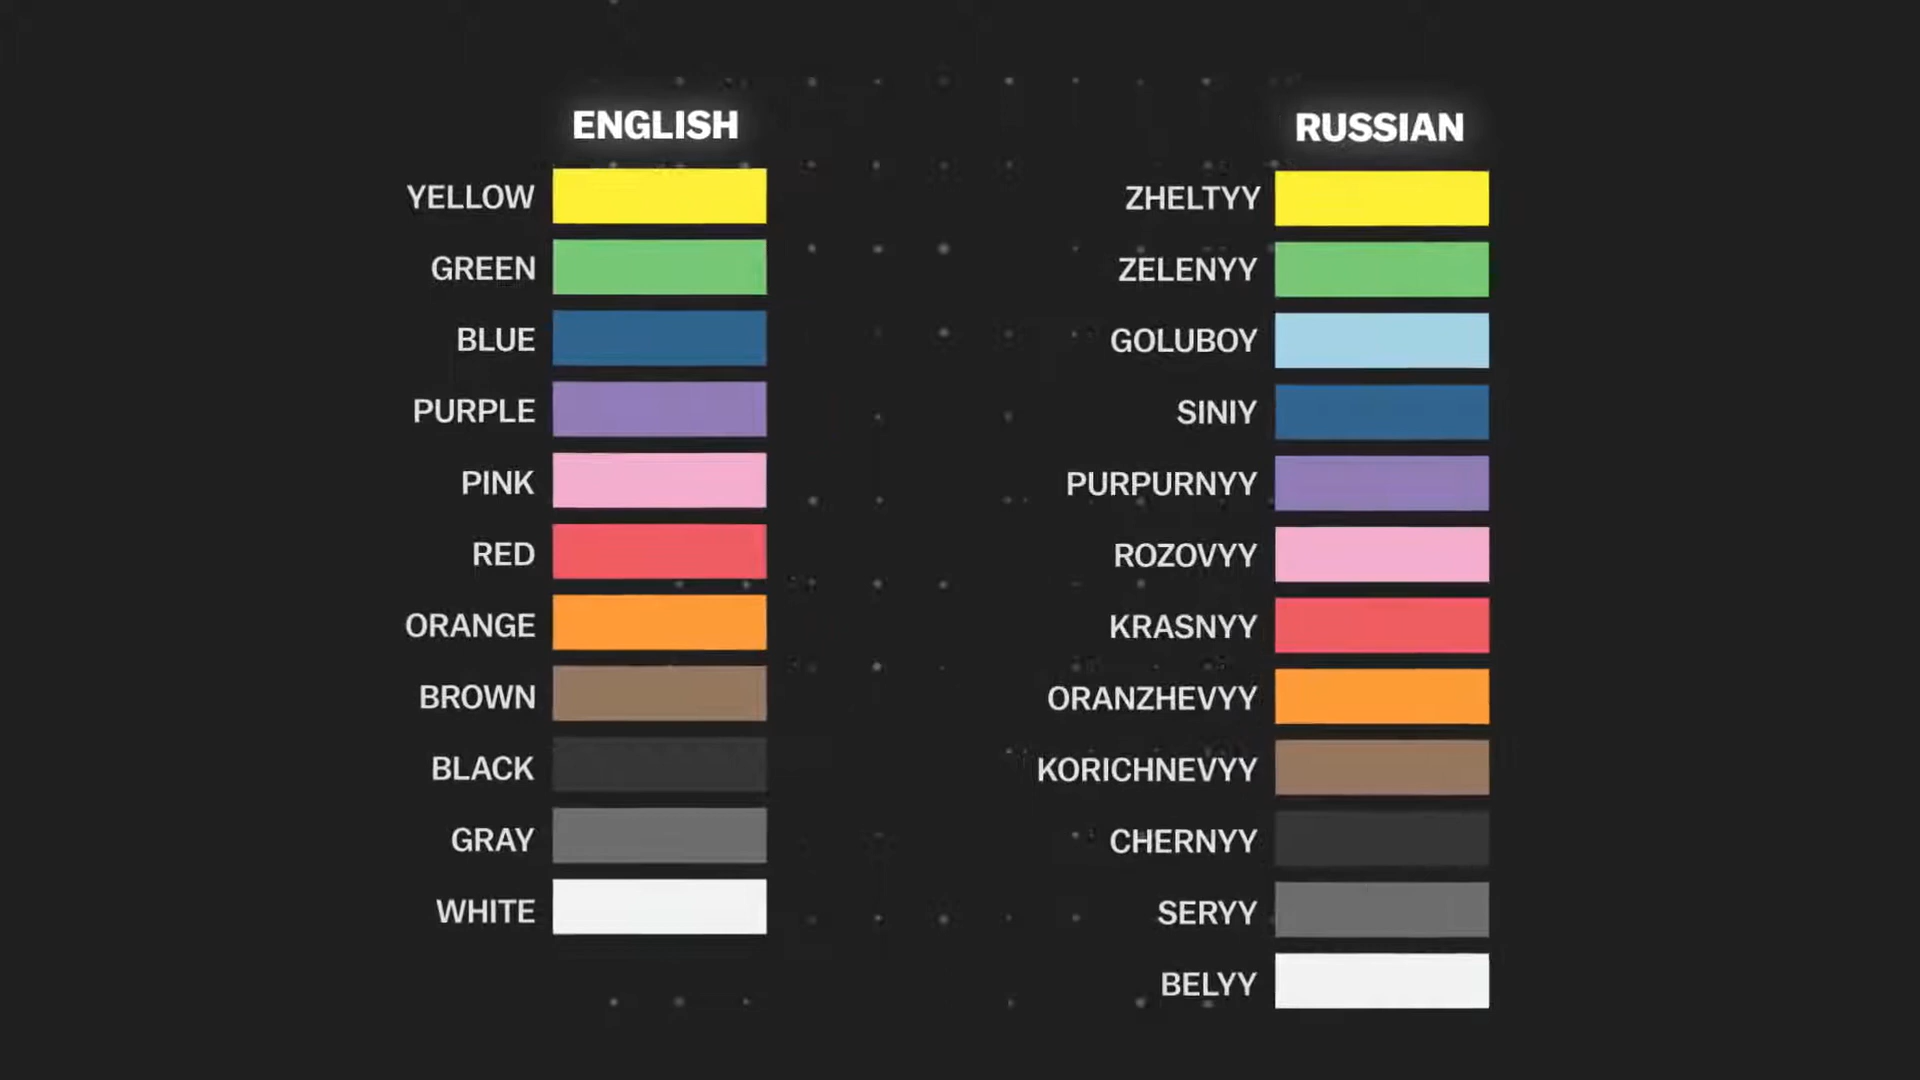 ENGLISH
YELLOW
GREEN
BLUE
PURPLE
PINK
RED
ORANGE
BROWN
BLACK
GRAY
WHITE
RUSSIAN
ZHELTYY
ZELENYY
GOLUBOY
SINIY
PURPURNYY
ROZOVYY
KRASNYY
ORANZHEVYY
KORICHNEVYY
CHERNYY
SERYY
BELYY